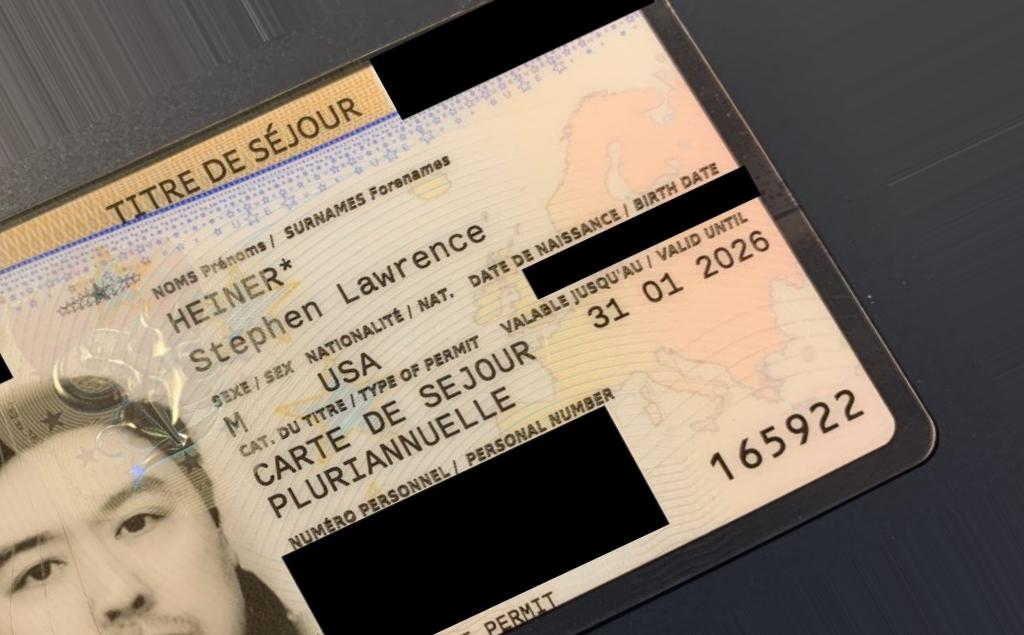 TITRE DE SÉJOUR
NOMS Prénoms / SURNAMES Forenames
HEINER*
Stephen Lawrence
SEXE / SEX NATIONALITÉ / NAT. DATE DE NAISSANCE / BIRTH DATE
M USA
CAT. DU TITRE / TYPE OF PERMIT VALABLE JUSQU'AU / VALID UNTIL
CARTE DE SEJOUR 31 01 2026
PLURIANNUELLE
NUMÉRO PERSONNEL / PERSONAL NUMBER
165922
PERMIT